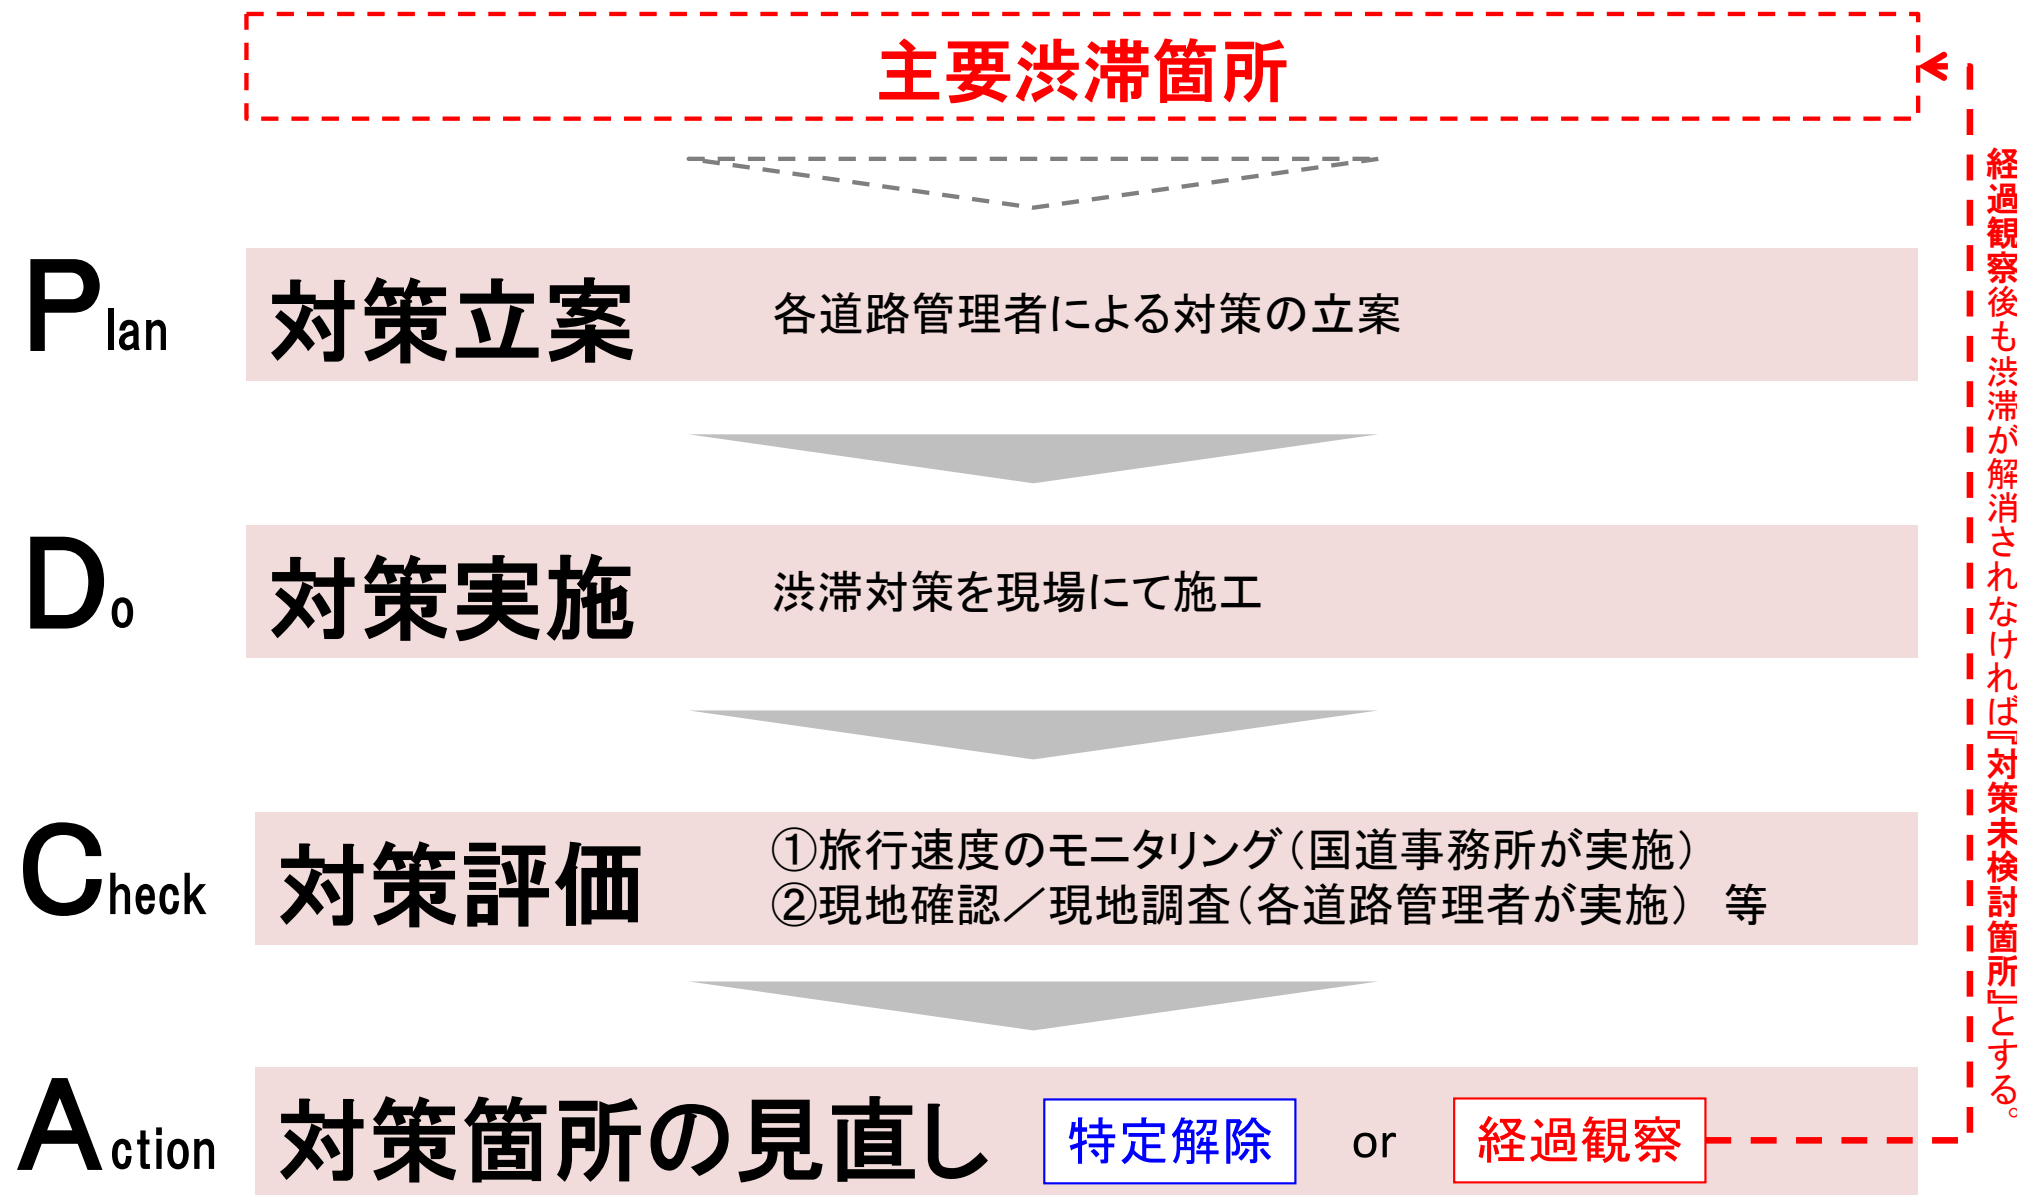 主要渋滞箇所
Plan
対策立案
各道路管理者による対策の立案
Do
対策実施
渋滞対策を現場にて施工
Check
対策評価
①旅行速度のモニタリング（国道事務所が実施）
②現地確認／現地調査（各道路管理者が実施）　等
Action
対策箇所の見直し
特定解除
or
経過観察
経過観察後も渋滞が解消されなければ『対策未検討箇所』とする。